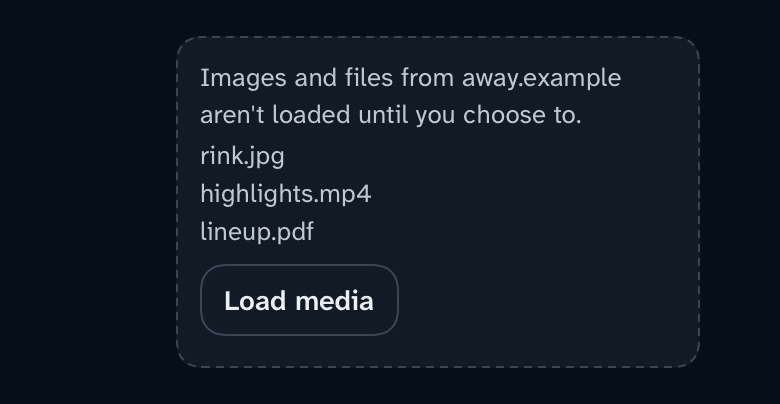 Images and files from away.example
aren't loaded until you choose to.
rink.jpg
highlights.mp4
lineup.pdf
Load media